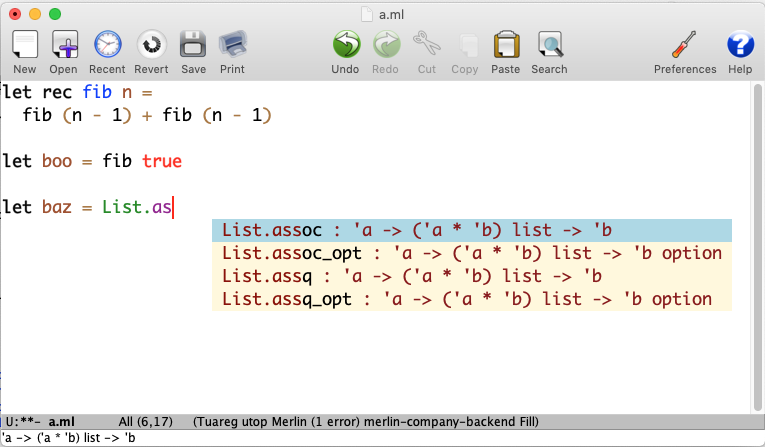 a.ml
New Open Recent Revert Save Print Undo Redo Cut Copy Paste Search Preferences Help
let rec fib n =
  fib (n - 1) + fib (n - 1)
let boo = fib true
let baz = List.as
List.assoc : 'a -> ('a * 'b) list -> 'b
List.assoc_opt : 'a -> ('a * 'b) list -> 'b option
List.assq : 'a -> ('a * 'b) list -> 'b
List.assq_opt : 'a -> ('a * 'b) list -> 'b option
U:**- a.ml All (6,17) (Tuareg utop Merlin (1 error) merlin-company-backend Fill)
'a -> ('a * 'b) list -> 'b